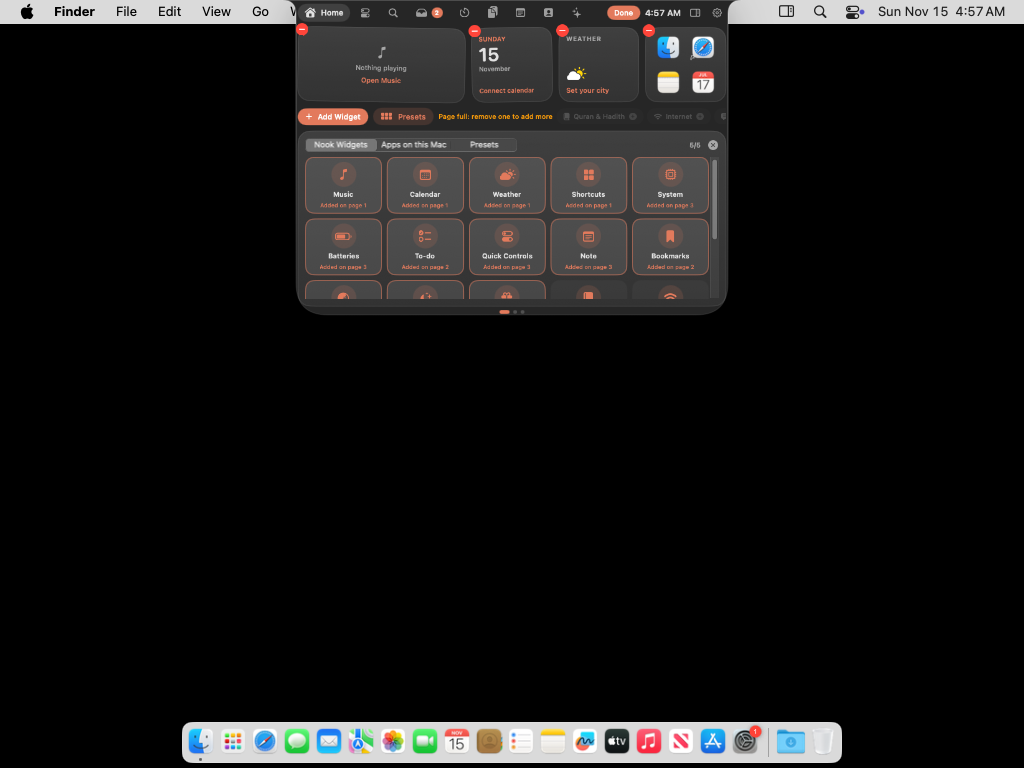 Finder File Edit View Go
Home 2 Done 4:57 AM
Sun Nov 15 4:57 AM
Nothing playing
Open Music
SUNDAY
15
November
Connect calendar
WEATHER
Set your city
JUL
17
+ Add Widget Presets Page full: remove one to add more Quran & Hadith Internet
Nook Widgets Apps on this Mac Presets 5/5
Music
Added on page 1
Calendar
Added on page 1
Weather
Added on page 1
Shortcuts
Added on page 1
System
Added on page 3
Batteries
Added on page 3
To-do
Added on page 2
Quick Controls
Added on page 3
Note
Added on page 3
Bookmarks
Added on page 2
NOV
15
tv
1